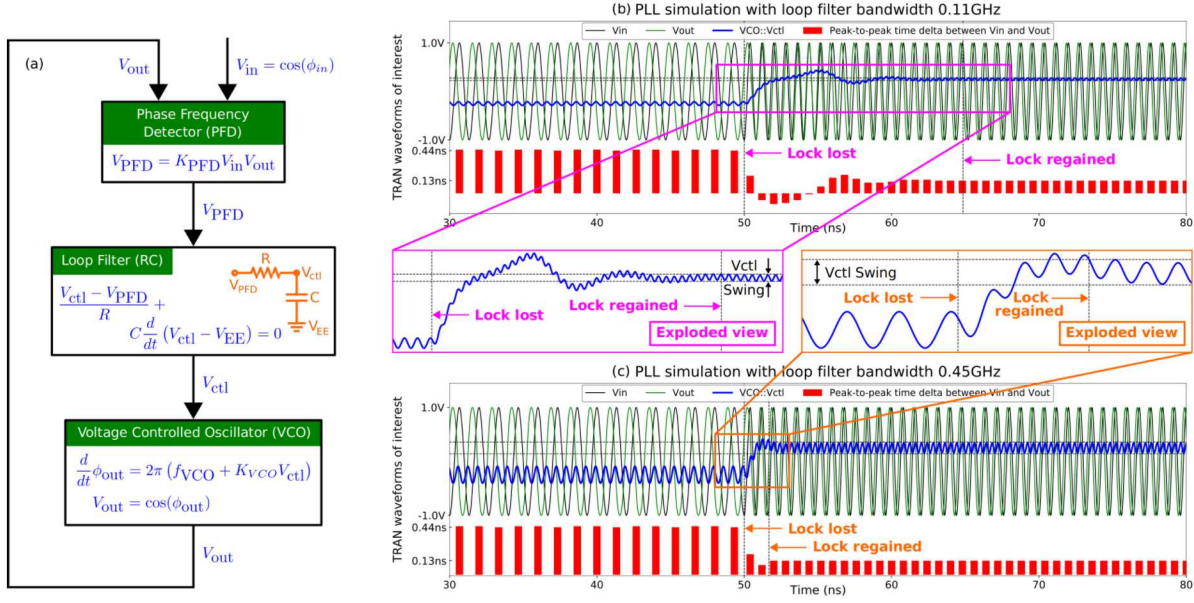 (a)
V_out
V_in = cos(ϕ_in)
Phase Frequency
Detector (PFD)
V_PFD = K_PFD V_in V_out
V_PFD
Loop Filter (RC)
R
V_ctl
V_PFD
C
V_EE
V_ctl − V_PFD
R
+
C d/dt (V_ctl − V_EE) = 0
V_ctl
Voltage Controlled Oscillator (VCO)
d/dt ϕ_out = 2π (f_VCO + K_VCO V_ctl)
V_out = cos(ϕ_out)
V_out
(b) PLL simulation with loop filter bandwidth 0.11GHz
Vin
Vout
VCO::Vctl
Peak-to-peak time delta between Vin and Vout
TRAN waveforms of interest
1.0V
-1.0V
0.44ns
0.13ns
Lock lost
Lock regained
30 40 50 60 70 80
Time (ns)
Vctl
Swing
Lock regained
Lock lost
Exploded view
Vctl Swing
Lock lost
Lock
regained
Exploded view
(c) PLL simulation with loop filter bandwidth 0.45GHz
Vin
Vout
VCO::Vctl
Peak-to-peak time delta between Vin and Vout
TRAN waveforms of interest
1.0V
-1.0V
0.44ns
0.13ns
Lock lost
Lock regained
30 40 50 60 70 80
Time (ns)